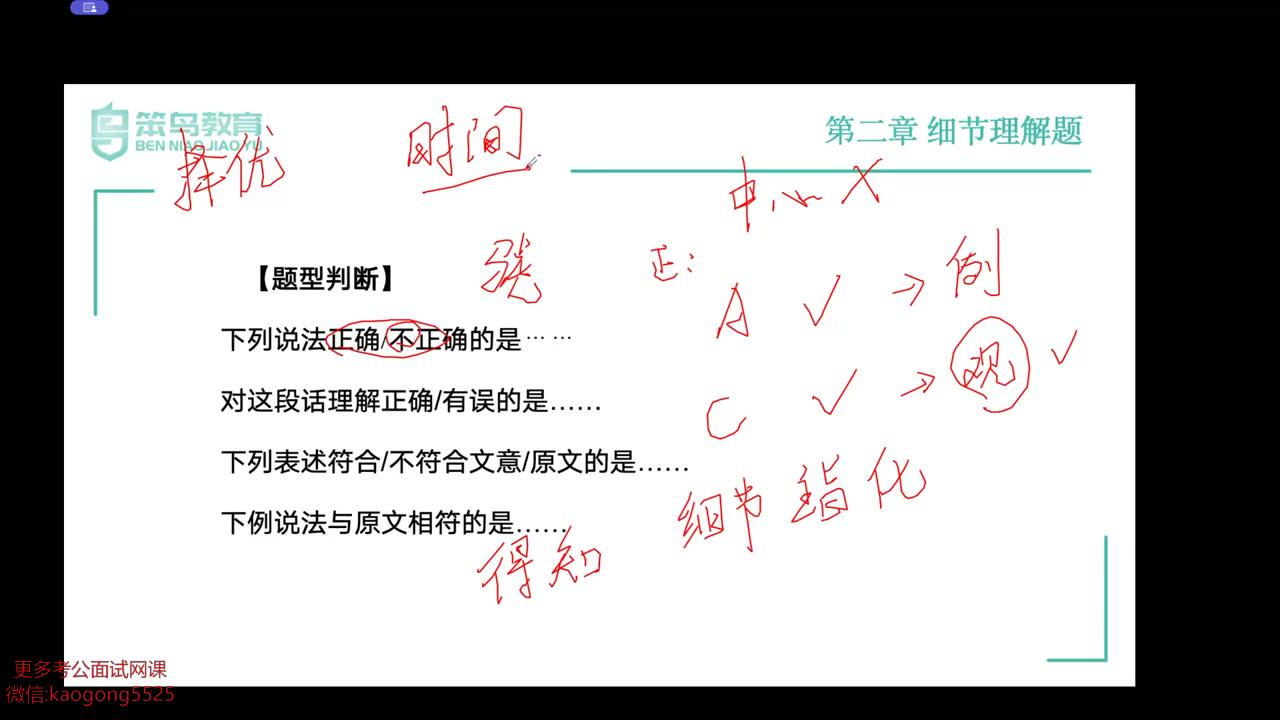 笨鸟教育
BEN NIAO JIAO YU
第二章 细节理解题
择优
时间
中心 X
【题型判断】
正:
A ✓ → 例
下列说法正确/不正确的是……
C ✓ → 观 ✓
对这段话理解正确/有误的是……
下列表述符合/不符合文意/原文的是……
细节 化
下例说法与原文相符的是……
得知
更多考公面试网课
微信:kaogong5525